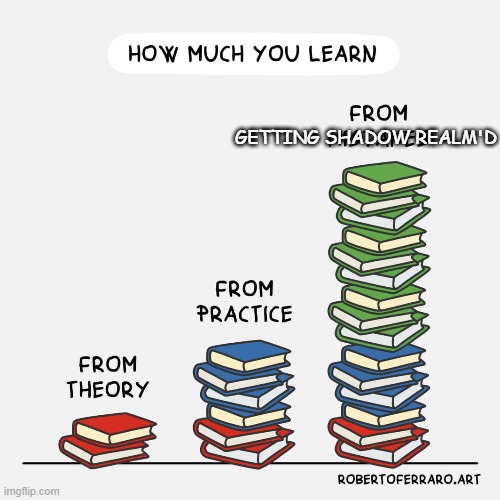 HOW MUCH YOU LEARN
FROM
GETTING SHADOW REALM'D
FROM
PRACTICE
FROM
THEORY
ROBERTOFERRARO.ART
imgflip.com